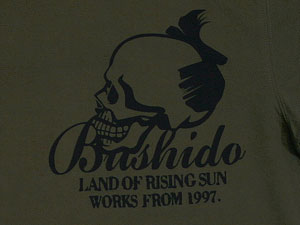 Bushido
LAND OF RISING SUN
WORKS FROM 1997.